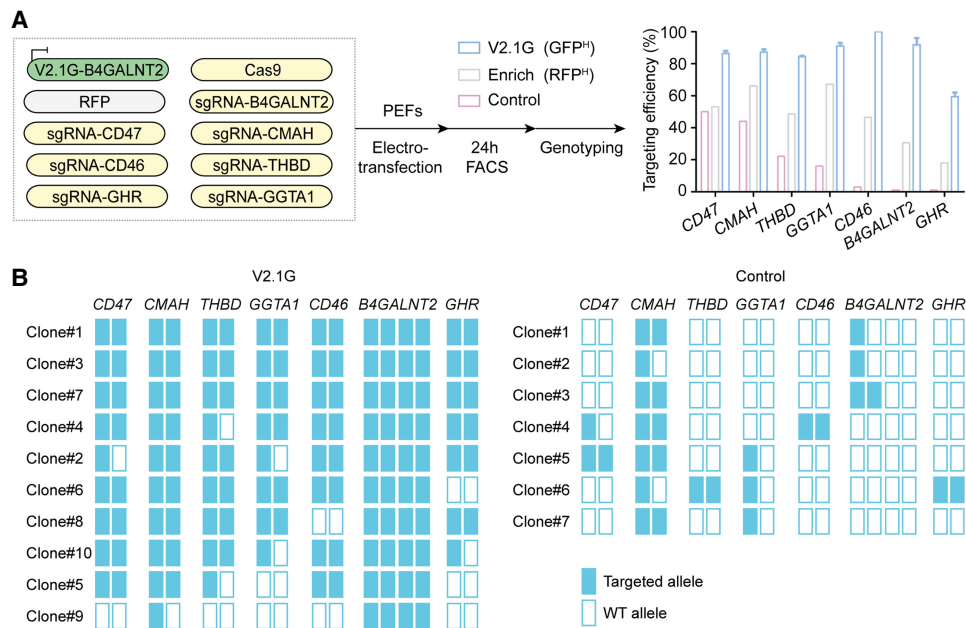 A
V2.1G-B4GALNT2
Cas9
RFP
sgRNA-B4GALNT2
sgRNA-CD47
sgRNA-CMAH
sgRNA-CD46
sgRNA-THBD
sgRNA-GHR
sgRNA-GGTA1
PEFs
Electro-
transfection
24h
FACS
Genotyping
V2.1G (GFPᴴ)
Enrich (RFPᴴ)
Control
Targeting efficiency (%)
100
80
60
40
20
0
CD47
CMAH
THBD
GGTA1
CD46
B4GALNT2
GHR
B
V2.1G
CD47 CMAH THBD GGTA1 CD46 B4GALNT2 GHR
Clone#1
Clone#3
Clone#7
Clone#4
Clone#2
Clone#6
Clone#8
Clone#10
Clone#5
Clone#9
Control
CD47 CMAH THBD GGTA1 CD46 B4GALNT2 GHR
Clone#1
Clone#2
Clone#3
Clone#4
Clone#5
Clone#6
Clone#7
Targeted allele
WT allele